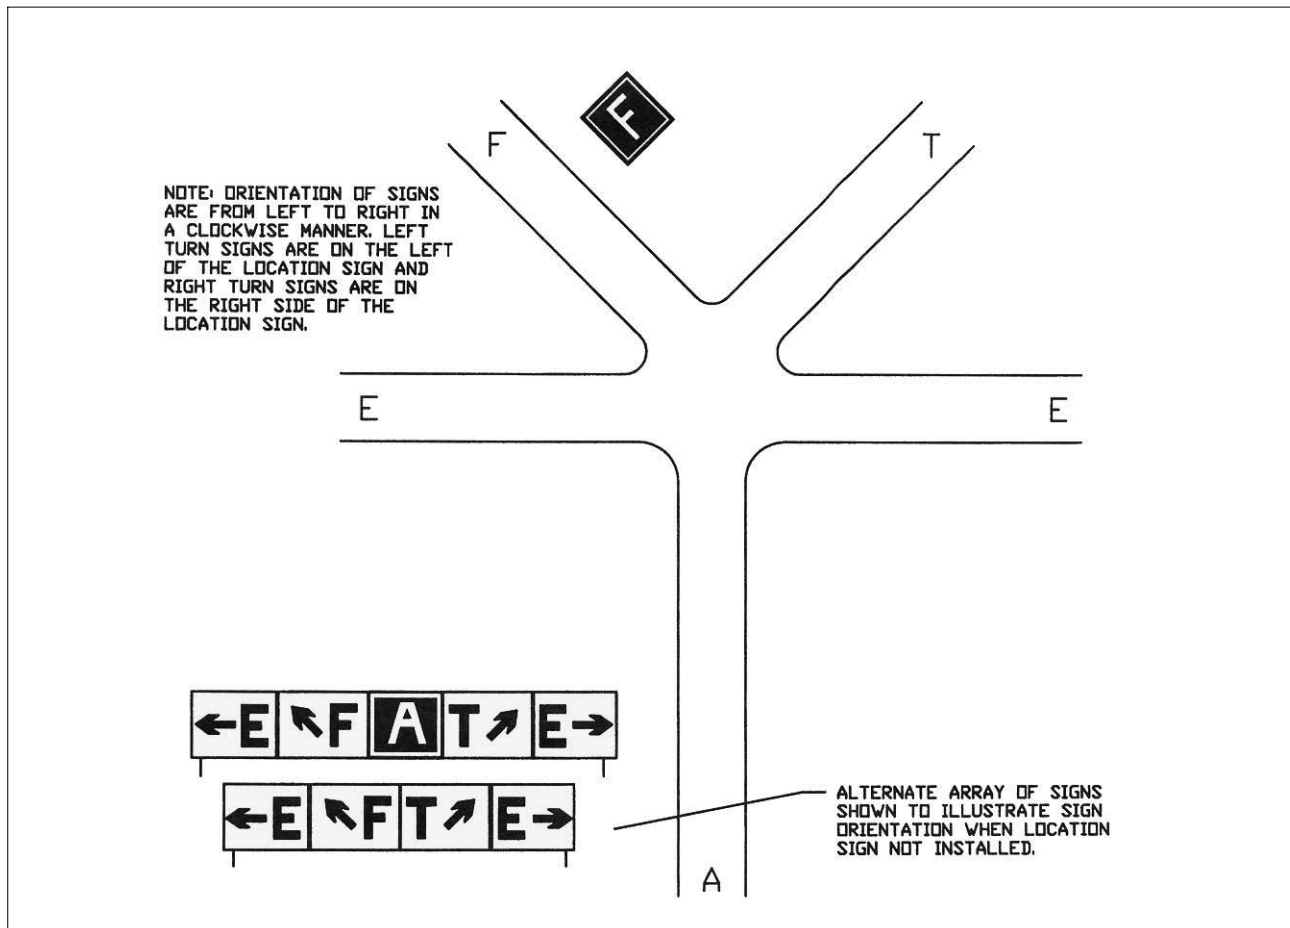 F
F
T
NOTE: ORIENTATION OF SIGNS
ARE FROM LEFT TO RIGHT IN
A CLOCKWISE MANNER. LEFT
TURN SIGNS ARE ON THE LEFT
OF THE LOCATION SIGN AND
RIGHT TURN SIGNS ARE ON
THE RIGHT SIDE OF THE
LOCATION SIGN.
E
E
←E ↖F A T↗ E→
←E ↖F T↗ E→
ALTERNATE ARRAY OF SIGNS
SHOWN TO ILLUSTRATE SIGN
ORIENTATION WHEN LOCATION
SIGN NOT INSTALLED.
A